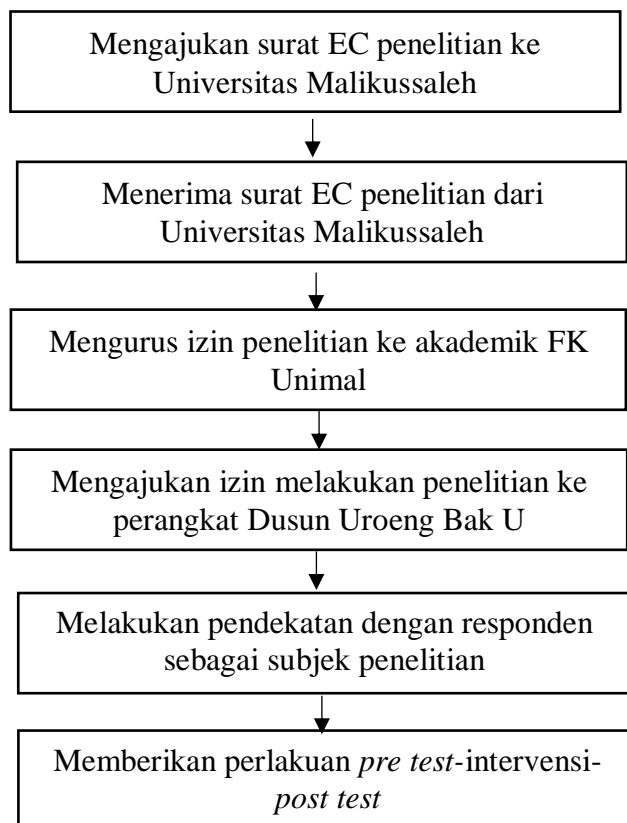 Mengajukan surat EC penelitian ke
Universitas Malikussaleh
Menerima surat EC penelitian dari
Universitas Malikussaleh
Mengurus izin penelitian ke akademik FK
Unimal
Mengajukan izin melakukan penelitian ke
perangkat Dusun Uroeng Bak U
Melakukan pendekatan dengan responden
sebagai subjek penelitian
Memberikan perlakuan pre test-intervensi-
post test